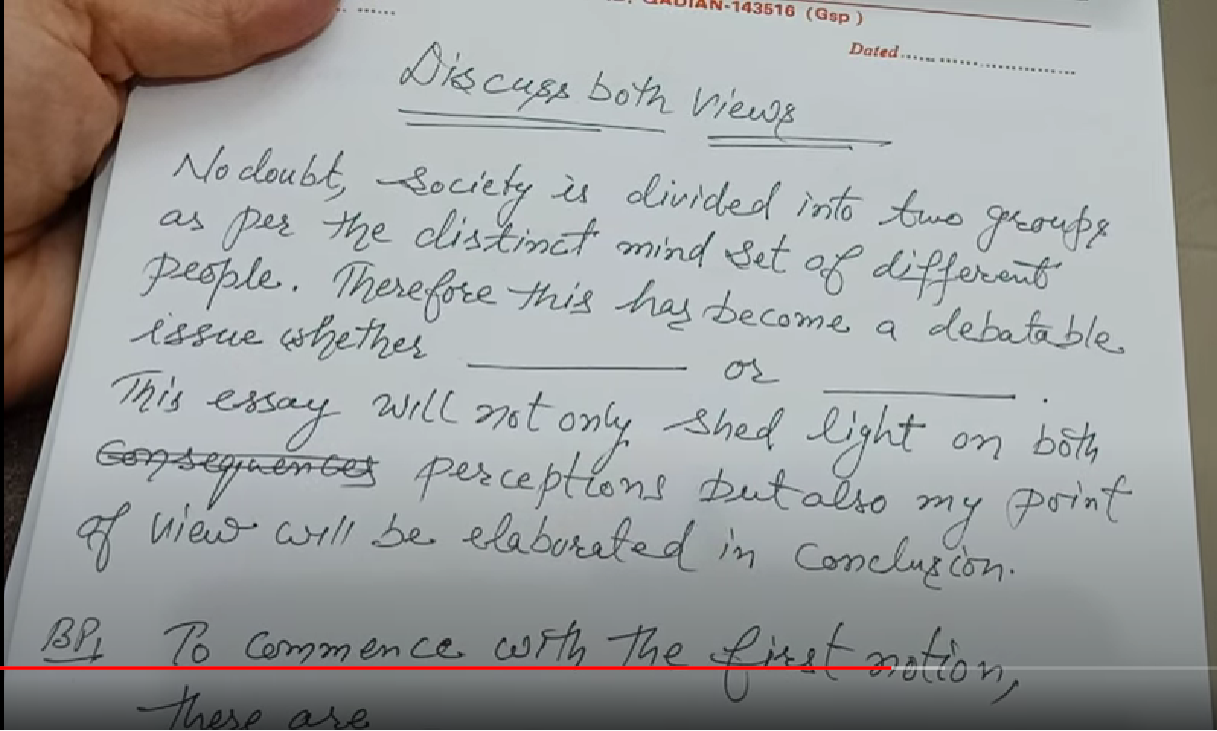 QADIAN-143516 (Gsp)
Dated
Discuss both views
No doubt, society is divided into two groups
as per the distinct mind set of different
people. Therefore this has become a debatable
issue whether ________ or ________ .
This essay will not only shed light on both
Consequences perceptions but also my point
of view will be elaborated in conclusion.
BP1 To commence with the first notion,
there are